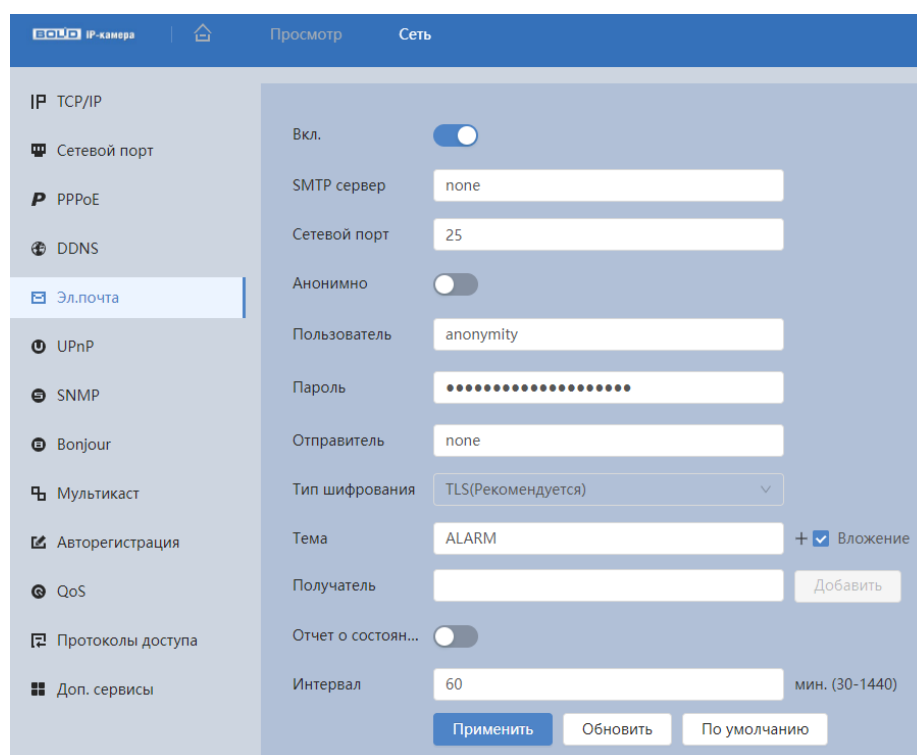 BOLID IP-камера Просмотр Сеть
TCP/IP
Вкл.
Сетевой порт
SMTP сервер none
PPPoE
Сетевой порт 25
DDNS
Анонимно
Эл.почта
Пользователь anonymity
UPnP
Пароль ••••••••••••••••••••
SNMP
Отправитель none
Bonjour
Тип шифрования TLS(Рекомендуется)
Мультикаст
Тема ALARM + Вложение
Авторегистрация
Получатель Добавить
QoS
Отчет о состоян...
Протоколы доступа
Интервал 60 мин. (30-1440)
Доп. сервисы
Применить Обновить По умолчанию